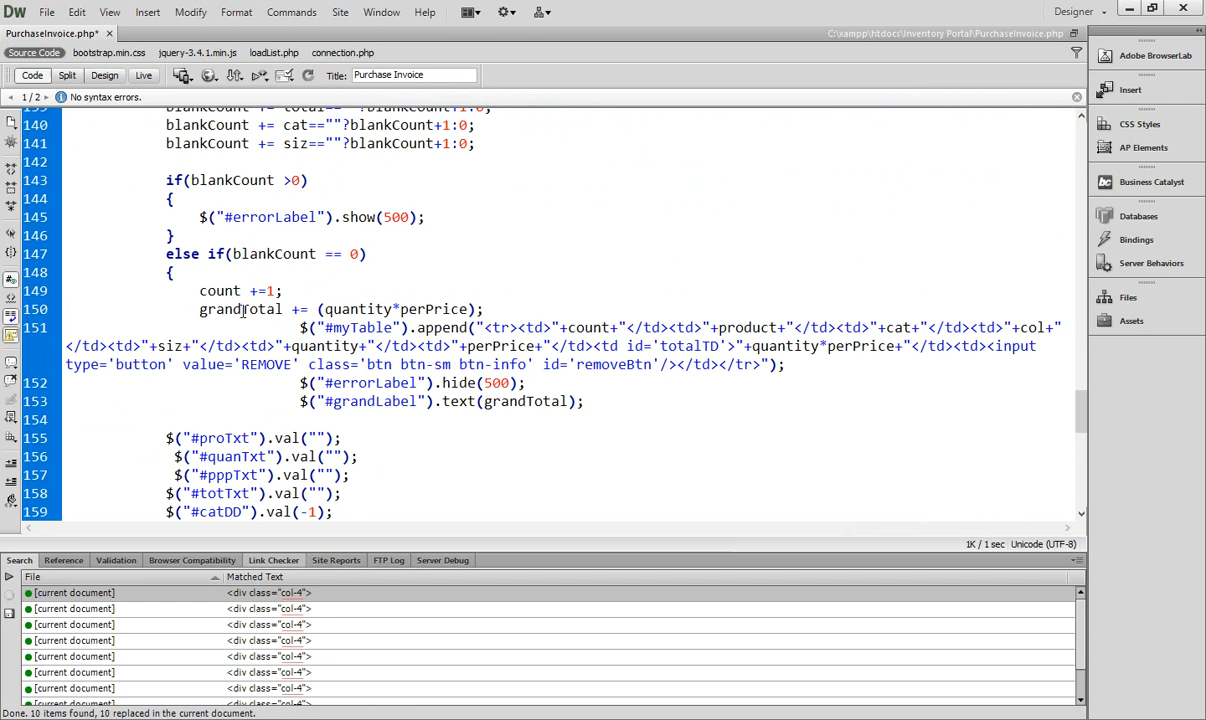 Dw File Edit View Insert Modify Format Commands Site Window Help Designer
PurchaseInvoice.php* × C:\xampp\htdocs\Inventory Portal\PurchaseInvoice.php
Source Code bootstrap.min.css jquery-3.4.1.min.js loadList.php connection.php
Code Split Design Live Title: Purchase Invoice
1 / 2 No syntax errors.
140 blankCount += cat==""?blankCount+1:0;
141 blankCount += siz==""?blankCount+1:0;
142
143 if(blankCount >0)
144 {
145 $("#errorLabel").show(500);
146 }
147 else if(blankCount == 0)
148 {
149 count +=1;
150 grandTotal += (quantity*perPrice);
151 $("#myTable").append("<tr><td>"+count+"</td><td>"+product+"</td><td>"+cat+"</td><td>"+col+"
</td><td>"+siz+"</td><td>"+quantity+"</td><td>"+perPrice+"</td><td id='totalTD'>"+quantity*perPrice+"</td><td><input
type='button' value='REMOVE' class='btn btn-sm btn-info' id='removeBtn'/></td></tr>");
152 $("#errorLabel").hide(500);
153 $("#grandLabel").text(grandTotal);
154
155 $("#proTxt").val("");
156 $("#quanTxt").val("");
157 $("#pppTxt").val("");
158 $("#totTxt").val("");
159 $("#catDD").val(-1);
1K / 1 sec Unicode (UTF-8)
Search Reference Validation Browser Compatibility Link Checker Site Reports FTP Log Server Debug
File Matched Text
[current document] <div class="col-4">
[current document] <div class="col-4">
[current document] <div class="col-4">
[current document] <div class="col-4">
[current document] <div class="col-4">
[current document] <div class="col-4">
[current document] <div class="col-4">
Done. 10 items found, 10 replaced in the current document.
Adobe BrowserLab
Insert
CSS Styles
AP Elements
Business Catalyst
Databases
Bindings
Server Behaviors
Files
Assets